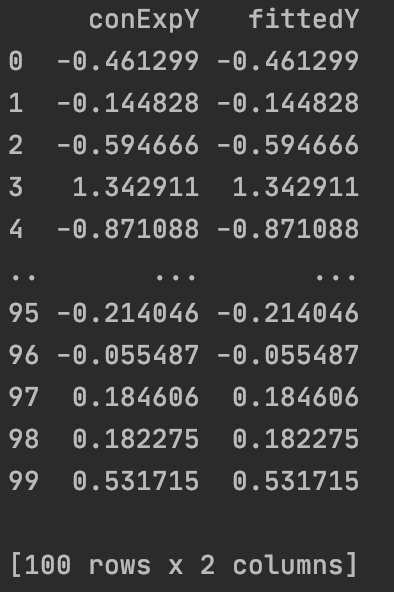 conExpY fittedY
0 -0.461299 -0.461299
1 -0.144828 -0.144828
2 -0.594666 -0.594666
3 1.342911 1.342911
4 -0.871088 -0.871088
.. ... ...
95 -0.214046 -0.214046
96 -0.055487 -0.055487
97 0.184606 0.184606
98 0.182275 0.182275
99 0.531715 0.531715
[100 rows x 2 columns]